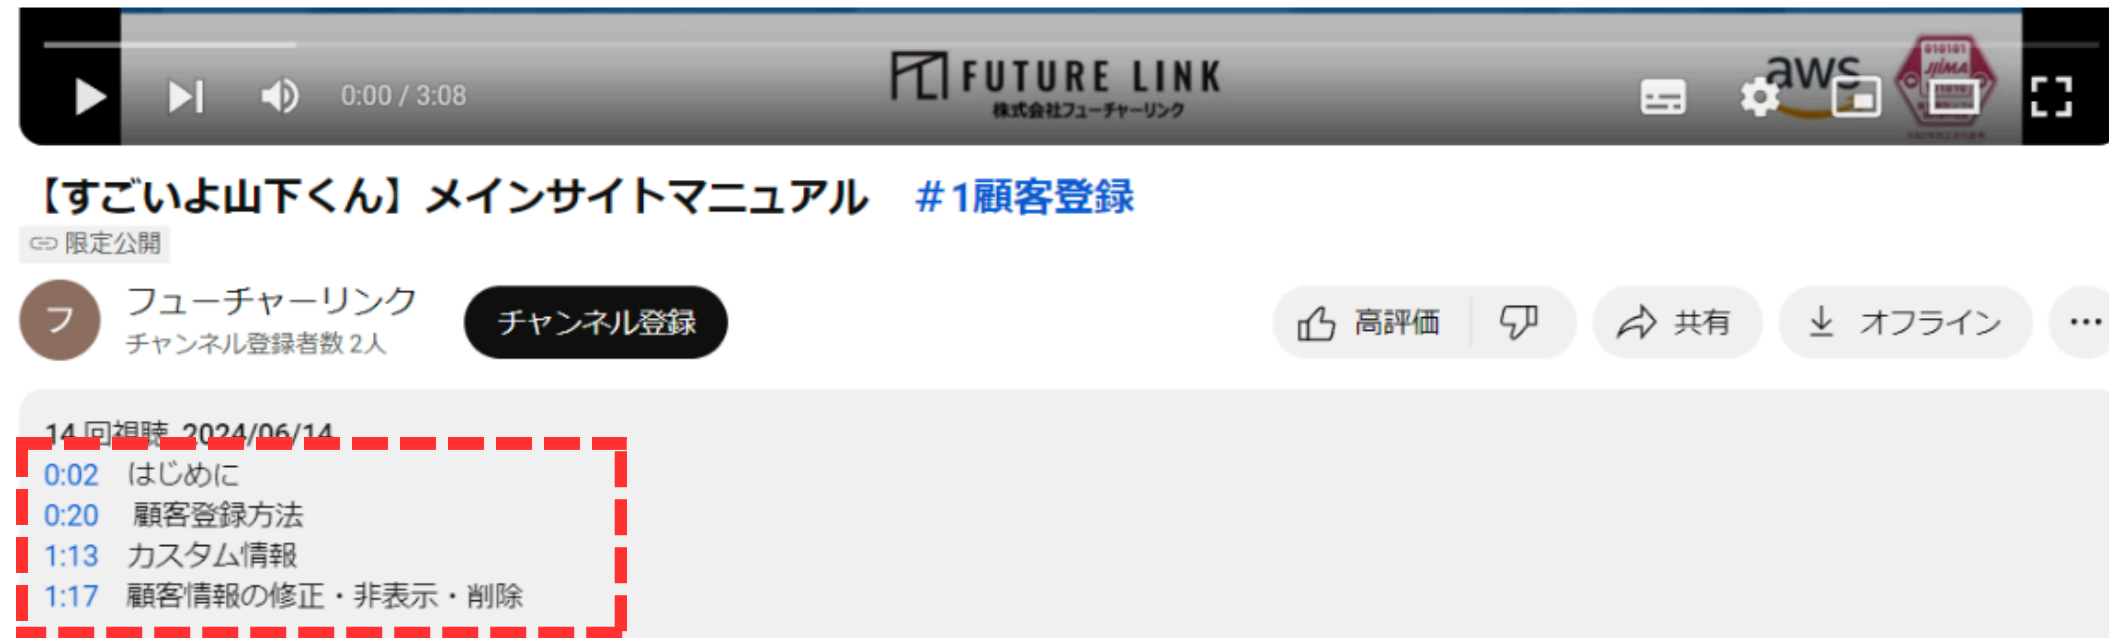 0:00 / 3:08
FUTURE LINK
株式会社フューチャーリンク
aws
010101
JIIMA
【すごいよ山下くん】メインサイトマニュアル　＃1顧客登録
限定公開
フ
フューチャーリンク
チャンネル登録者数 2人
チャンネル登録
高評価
共有
オフライン
14 回視聴 2024/06/14
0:02 はじめに
0:20 顧客登録方法
1:13 カスタム情報
1:17 顧客情報の修正・非表示・削除